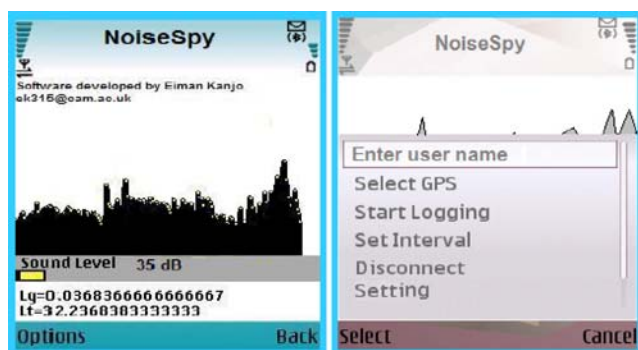 NoiseSpy
Software developed by Eiman Kanjo
ek315@cam.ac.uk
Sound Level 35 dB
Lg=0.0368366666666667
Lt=32.2368383333333
Options Back
NoiseSpy
Enter user name
Select GPS
Start Logging
Set Interval
Disconnect
Setting
Select Cancel